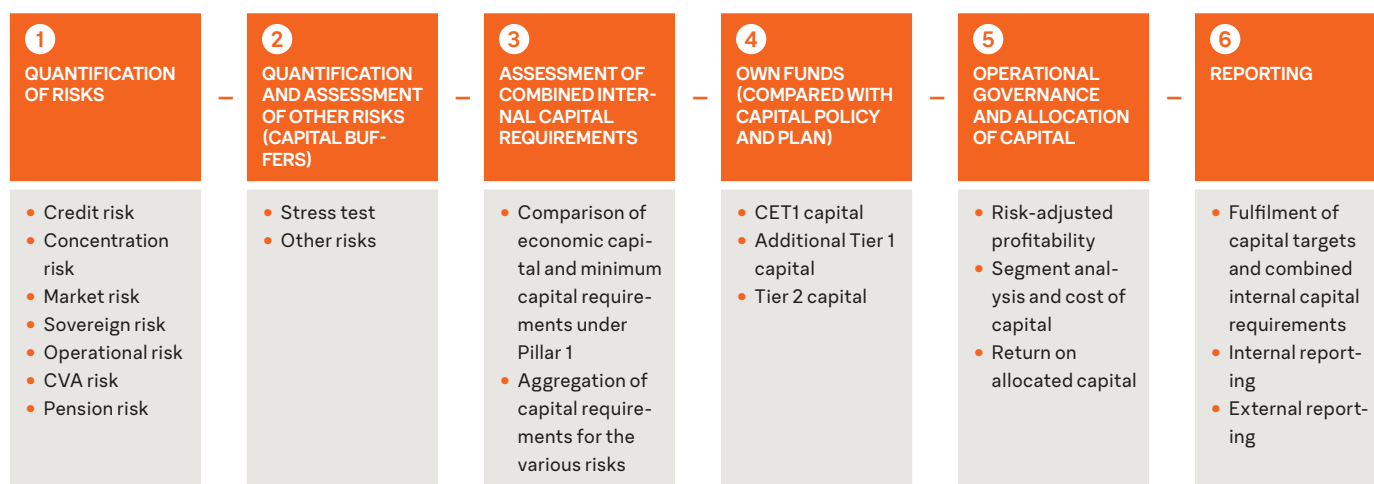 1
QUANTIFICATION
OF RISKS
• Credit risk
• Concentration
risk
• Market risk
• Sovereign risk
• Operational risk
• CVA risk
• Pension risk
–
2
QUANTIFICATION
AND ASSESSMENT
OF OTHER RISKS
(CAPITAL BUF-
FERS)
• Stress test
• Other risks
–
3
ASSESSMENT OF
COMBINED INTER-
NAL CAPITAL
REQUIREMENTS
• Comparison of
economic capi-
tal and minimum
capital require-
ments under
Pillar 1
• Aggregation of
capital require-
ments for the
various risks
–
4
OWN FUNDS
(COMPARED WITH
CAPITAL POLICY
AND PLAN)
• CET1 capital
• Additional Tier 1
capital
• Tier 2 capital
–
5
OPERATIONAL
GOVERNANCE
AND ALLOCATION
OF CAPITAL
• Risk-adjusted
profitability
• Segment anal-
ysis and cost of
capital
• Return on
allocated capital
–
6
REPORTING
• Fulfilment of
capital targets
and combined
internal capital
requirements
• Internal report-
ing
• External report-
ing